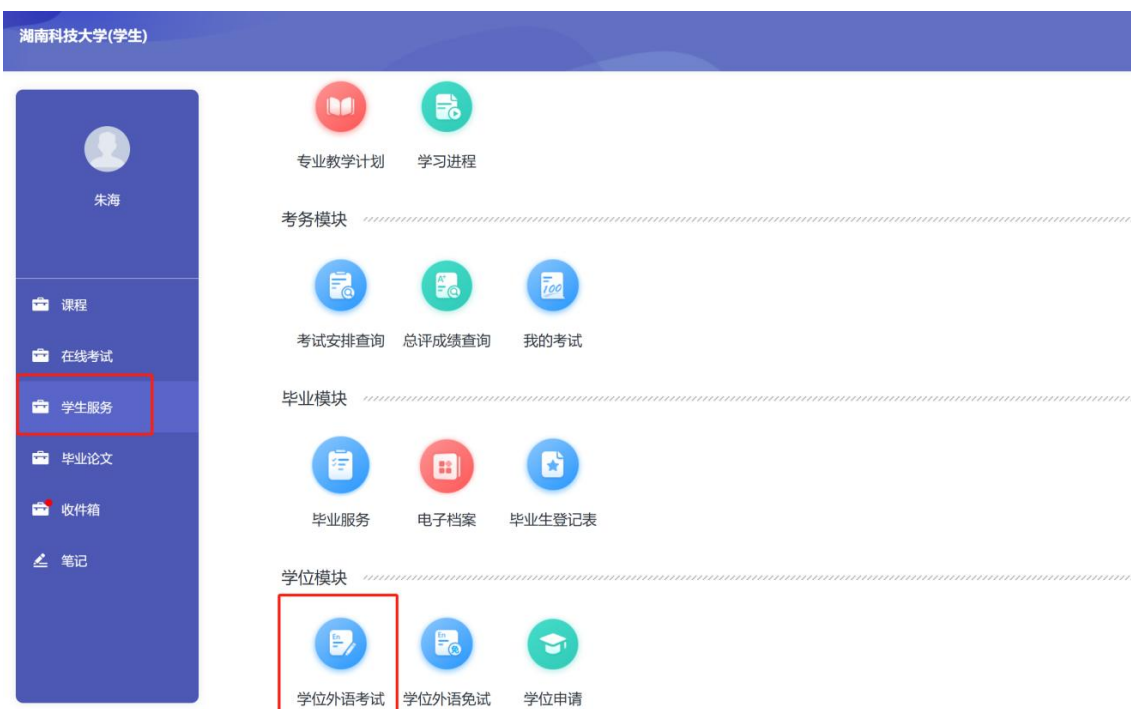 湖南科技大学(学生)
朱海
课程
在线考试
学生服务
毕业论文
收件箱
笔记
专业教学计划 学习进程
考务模块
考试安排查询 总评成绩查询 我的考试
毕业模块
毕业服务 电子档案 毕业生登记表
学位模块
学位外语考试 学位外语免试 学位申请